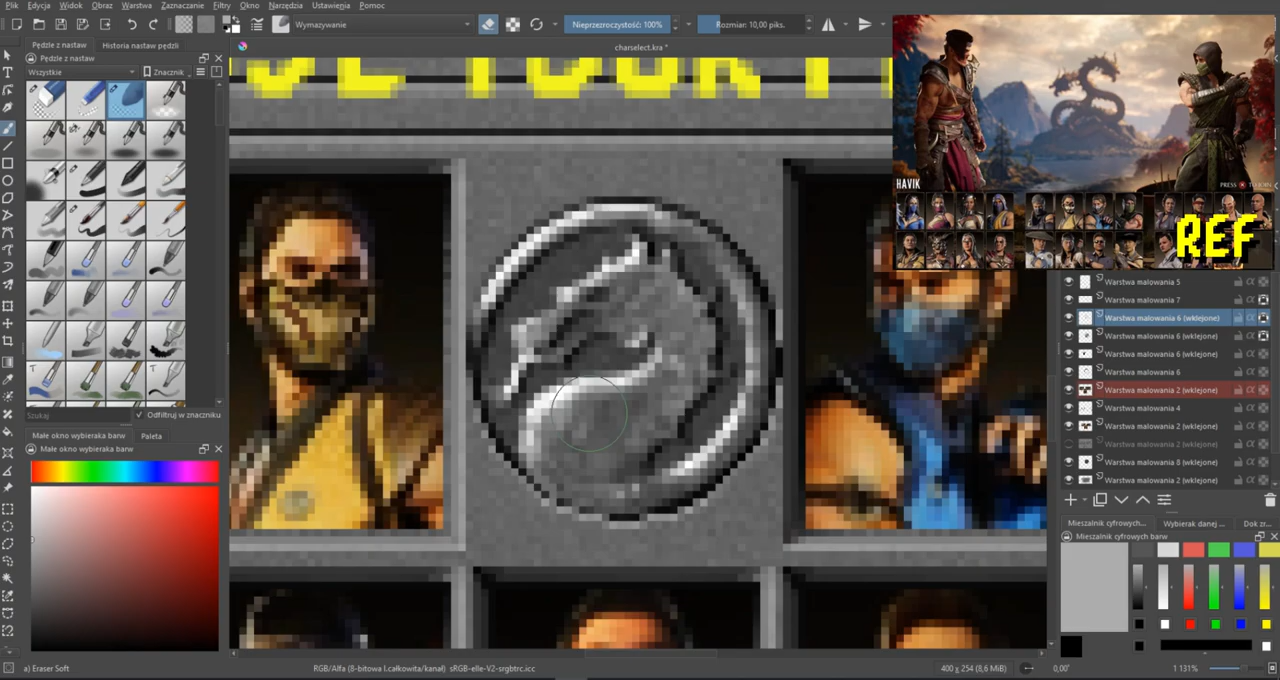 Plik Edycja Widok Obraz Warstwa Zaznaczanie Filtry Okno Skrypty Narzędzia Ustawienia Pomoc
Wymazywanie
Nieprzezroczystość: 100%
Rozmiar: 10,00 piks.
Pędzle z nastaw
Historia nastaw pędzli
charselect.kra *
Pędzle z nastaw
Wszystkie
Znacznik
HAVIK
REF
Warstwa malowania 5
Warstwa malowania 7
Warstwa malowania 6 (wklejone)
Warstwa malowania 6 (wklejone)
Warstwa malowania 6 (wklejone)
Warstwa malowania 6
Warstwa malowania 2 (wklejone)
Warstwa malowania 4
Warstwa malowania 2 (wklejone)
Warstwa malowania 2 (wklejone)
Warstwa malowania 8 (wklejone)
Warstwa malowania 2 (wklejone)
Szukaj
Odfiltruj w znaczniku
Małe okno wybieraka barw
Paleta
Małe okno wybieraka barw
Mieszalnik cyfrowych...
Wybierak danej ...
Dok zr...
Mieszalnik cyfrowych barw
a) Eraser Soft
RGB/Alfa (8-bitowa l.całkowita/kanał) sRGB-elle-V2-srgbtrc.icc
400 x 254 (8,6 MiB)
0,00°
1 131%